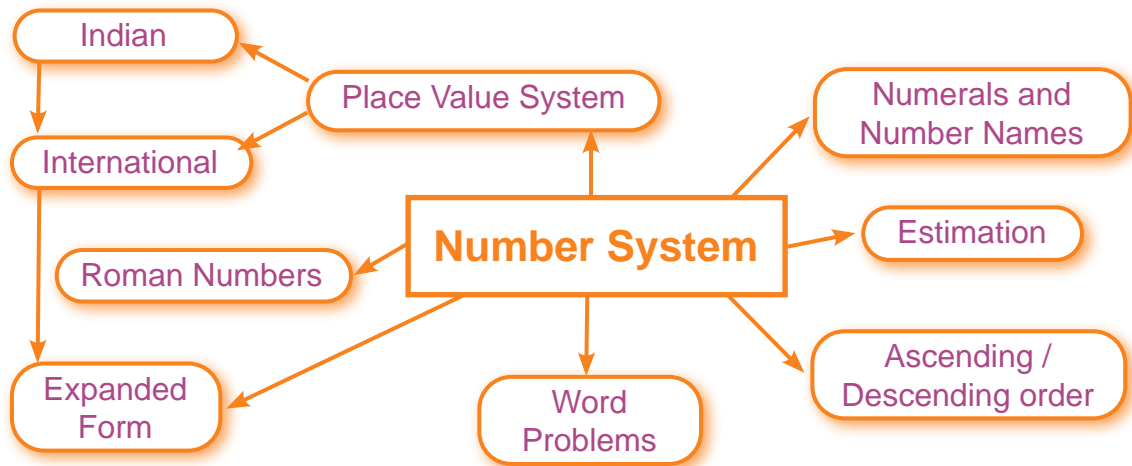 Indian
Place Value System
Numerals and
Number Names
International
Number System
Estimation
Roman Numbers
Expanded
Form
Word
Problems
Ascending /
Descending order